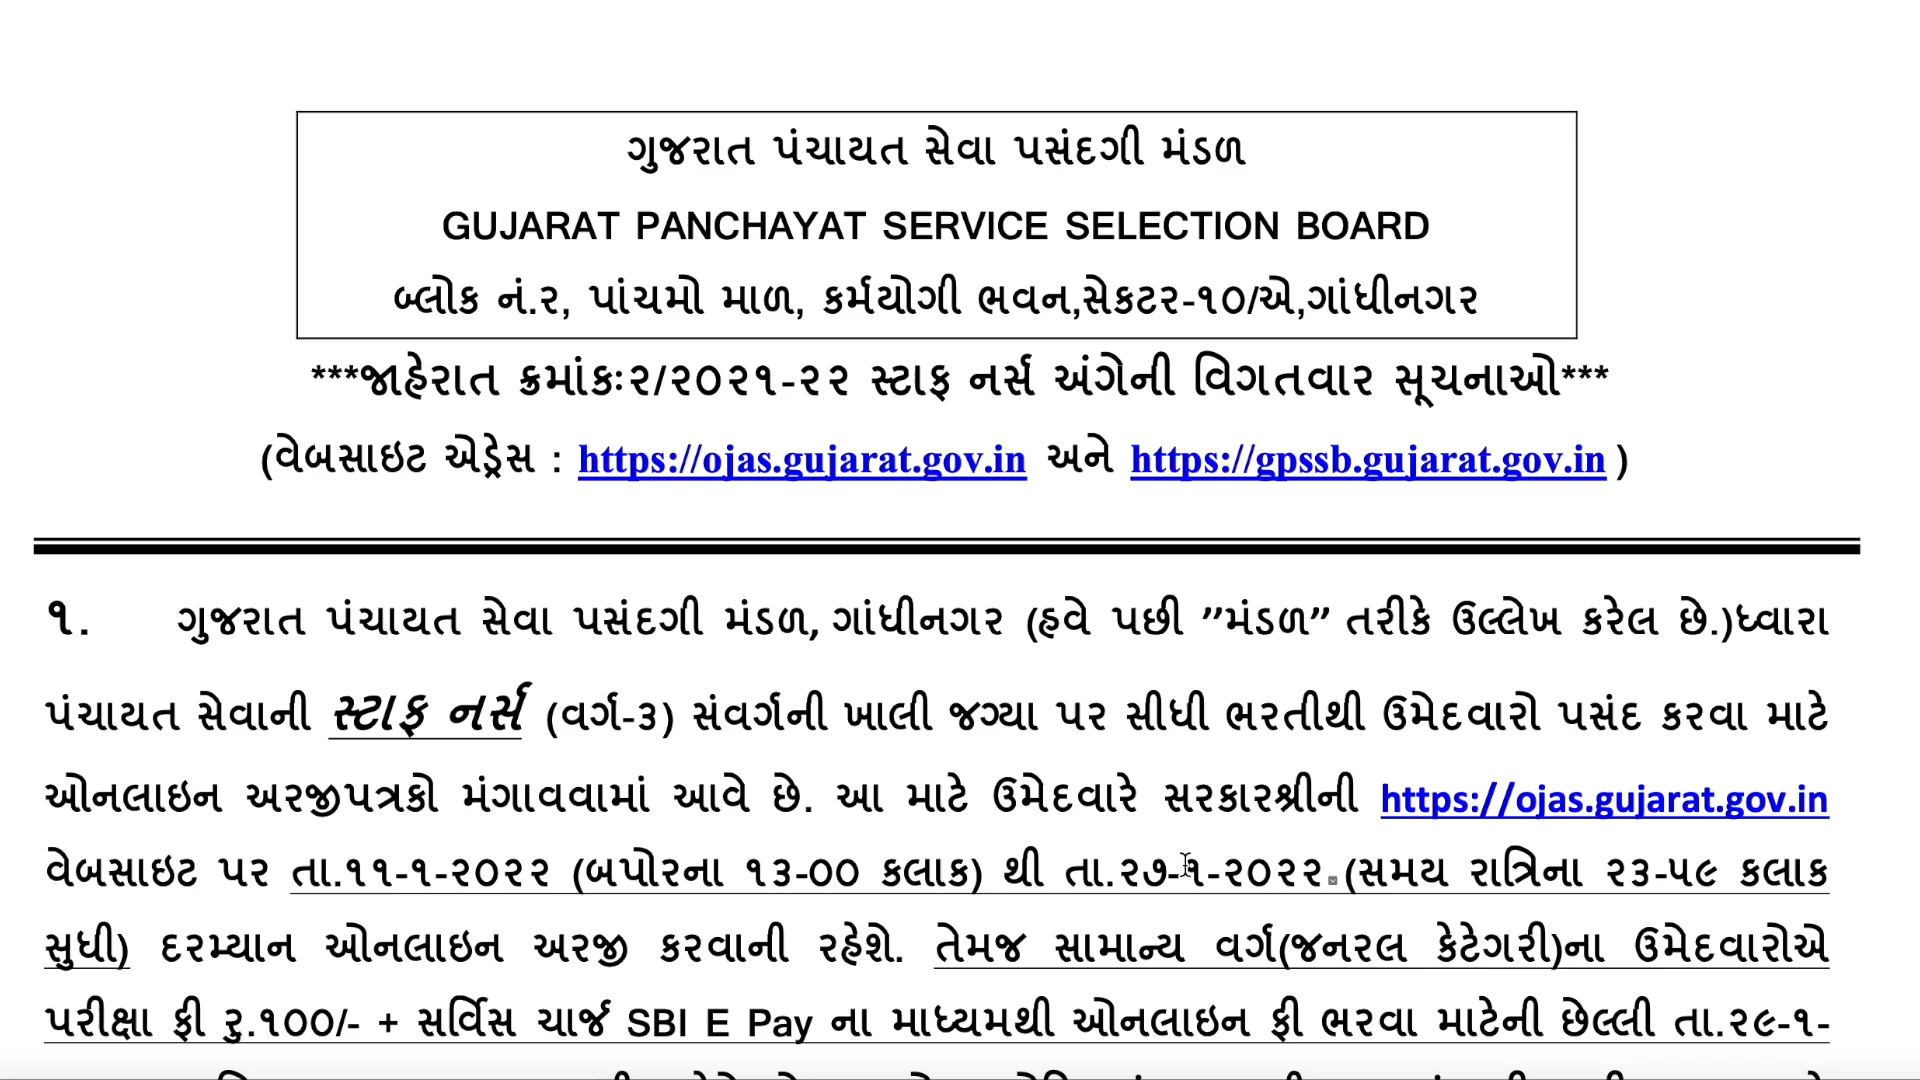 ગુજરાત પંચાયત સેવા પસંદગી મંડળ
GUJARAT PANCHAYAT SERVICE SELECTION BOARD
બ્લોક નં.૨, પાંચમો માળ, કર્મયોગી ભવન,સેકટર-૧૦/એ,ગાંધીનગર
***જાહેરાત ક્રમાંકઃ૨/૨૦૨૧-૨૨ સ્ટાફ નર્સ અંગેની વિગતવાર સૂચનાઓ***
(વેબસાઇટ એડ્રેસ : https://ojas.gujarat.gov.in અને https://gpssb.gujarat.gov.in )
૧. ગુજરાત પંચાયત સેવા પસંદગી મંડળ, ગાંધીનગર (હવે પછી ”મંડળ” તરીકે ઉલ્લેખ કરેલ છે.)ધ્વારા
પંચાયત સેવાની સ્ટાફ નર્સ (વર્ગ-૩) સંવર્ગની ખાલી જગ્યા પર સીધી ભરતીથી ઉમેદવારો પસંદ કરવા માટે
ઓનલાઇન અરજીપત્રકો મંગાવવામાં આવે છે. આ માટે ઉમેદવારે સરકારશ્રીની https://ojas.gujarat.gov.in
વેબસાઇટ પર તા.૧૧-૧-૨૦૨૨ (બપોરના ૧૩-૦૦ કલાક) થી તા.૨૭-૧-૨૦૨૨ (સમય રાત્રિના ૨૩-૫૯ કલાક
સુધી) દરમ્યાન ઓનલાઇન અરજી કરવાની રહેશે. તેમજ સામાન્ય વર્ગ(જનરલ કેટેગરી)ના ઉમેદવારોએ
પરીક્ષા ફી રુ.૧૦૦/- + સર્વિસ ચાર્જ SBI E Pay ના માધ્યમથી ઓનલાઇન ફી ભરવા માટેની છેલ્લી તા.૨૯-૧-